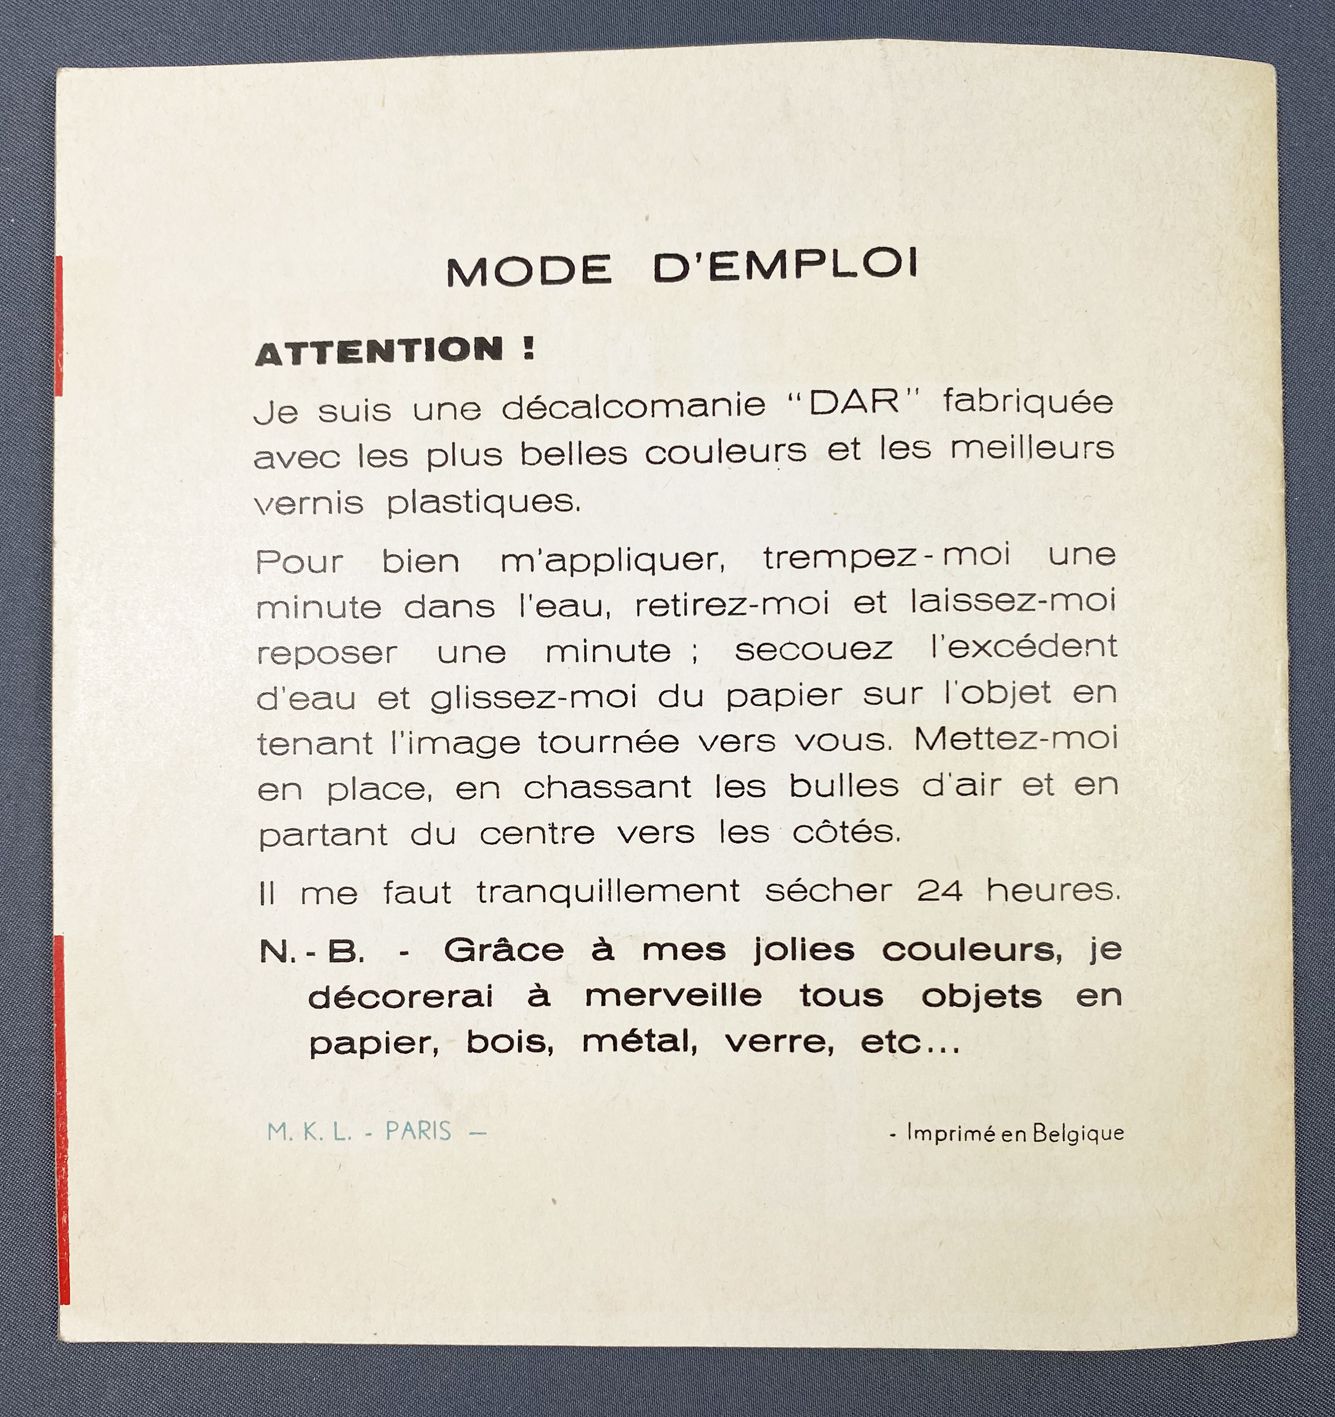 MODE D'EMPLOI
ATTENTION !
Je suis une décalcomanie "DAR" fabriquée
avec les plus belles couleurs et les meilleurs
vernis plastiques.
Pour bien m'appliquer, trempez-moi une
minute dans l'eau, retirez-moi et laissez-moi
reposer une minute ; secouez l'excédent
d'eau et glissez-moi du papier sur l'objet en
tenant l'image tournée vers vous. Mettez-moi
en place, en chassant les bulles d'air et en
partant du centre vers les côtés.
Il me faut tranquillement sécher 24 heures.
N.-B. - Grâce à mes jolies couleurs, je
décorerai à merveille tous objets en
papier, bois, métal, verre, etc...
M. K. L. - PARIS — - Imprimé en Belgique